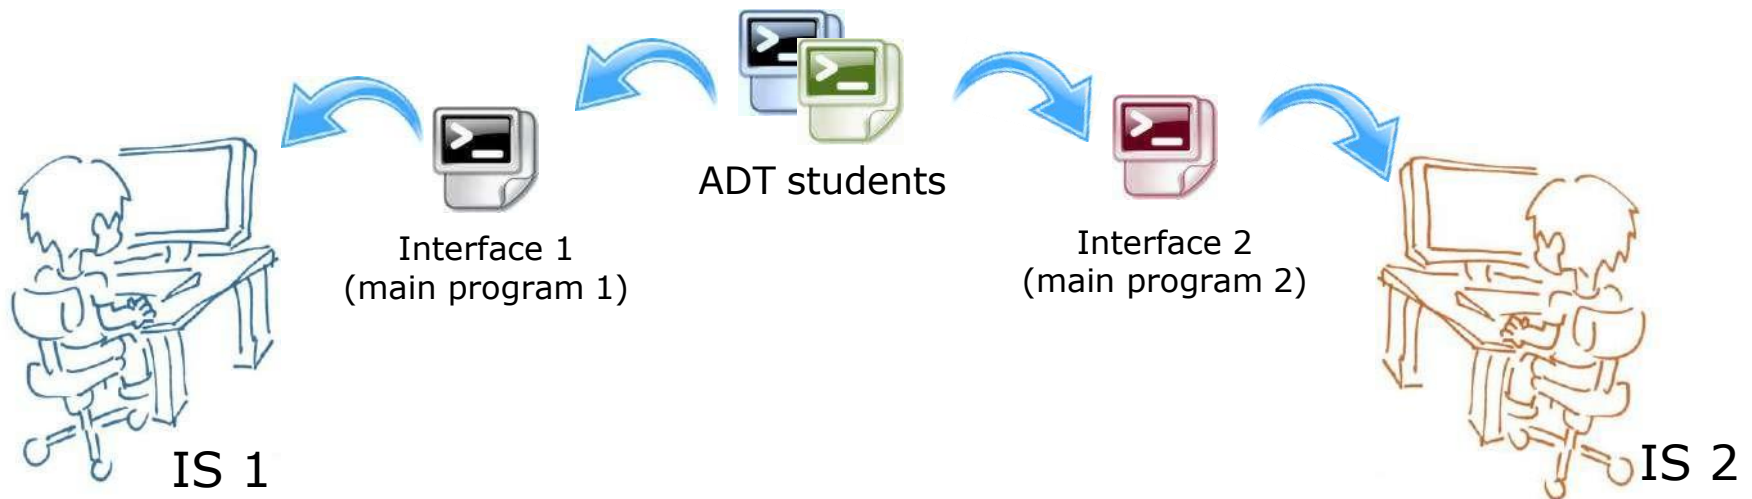 ADT students
Interface 1
(main program 1)
Interface 2
(main program 2)
IS 1
IS 2